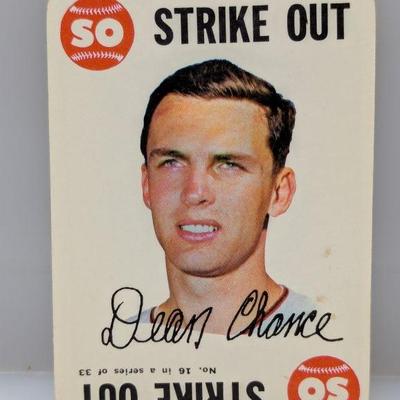 SO STRIKE OUT
Dean Chance
No. 16 in a series of 33
SO STRIKE OUT